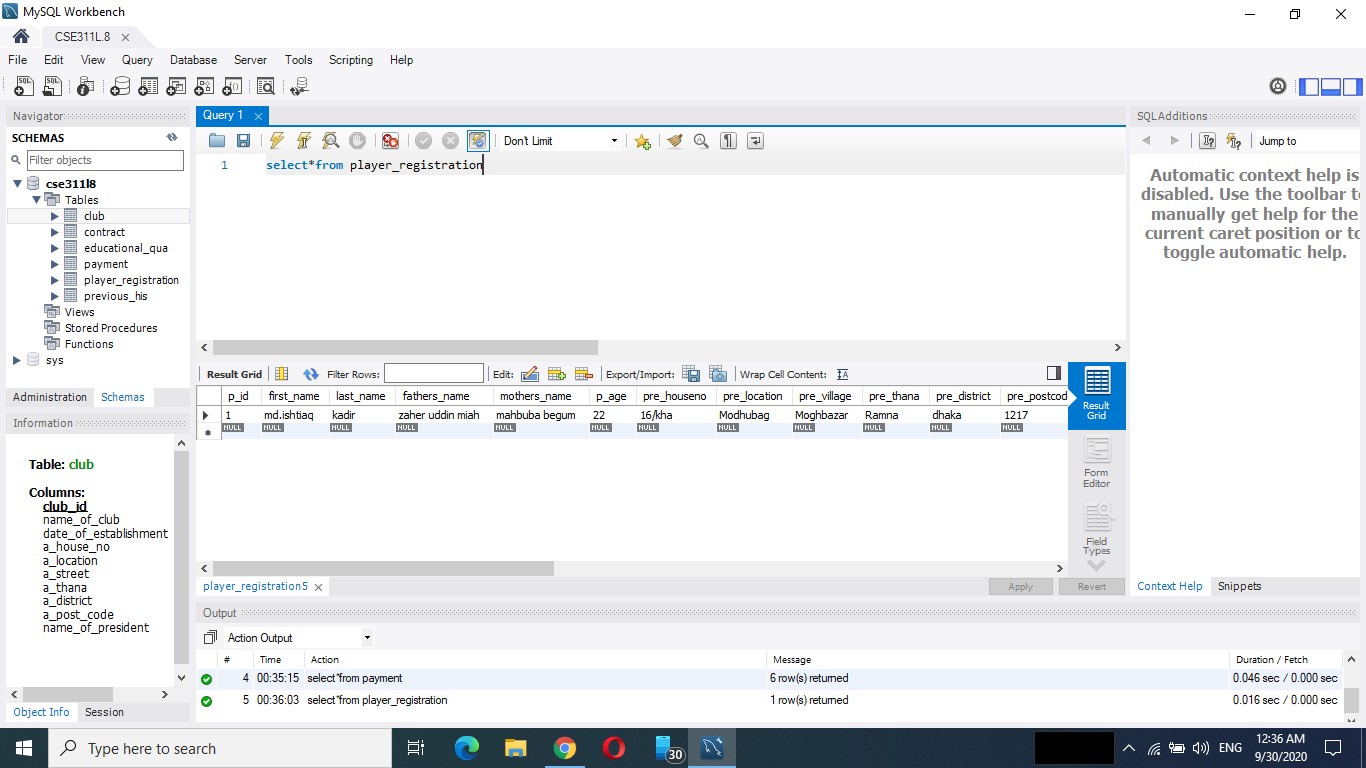 MySQL Workbench
CSE311L.8
File Edit View Query Database Server Tools Scripting Help
Navigator
SCHEMAS
Filter objects
cse311l8
Tables
club
contract
educational_qua
payment
player_registration
previous_his
Views
Stored Procedures
Functions
sys
Administration Schemas
Information
Table: club
Columns:
club_id
name_of_club
date_of_establishment
a_house_no
a_location
a_street
a_thana
a_district
a_post_code
name_of_president
Object Info Session
Query 1
Don't Limit
1 select*from player_registration
Result Grid Filter Rows: Edit: Export/Import: Wrap Cell Content:
p_id first_name last_name fathers_name mothers_name p_age pre_houseno pre_location pre_village pre_thana pre_district pre_postcod
1 md.ishtiaq kadir zaher uddin miah mahbuba begum 22 16/kha Modhubag Moghbazar Ramna dhaka 1217
NULL NULL NULL NULL NULL NULL NULL NULL NULL NULL NULL NULL
Result
Grid
Form
Editor
Field
Types
player_registration5
Apply Revert
SQLAdditions
Jump to
Automatic context help is
disabled. Use the toolbar to
manually get help for the
current caret position or to
toggle automatic help.
Context Help Snippets
Output
Action Output
# Time Action Message Duration / Fetch
4 00:35:15 select*from payment 6 row(s) returned 0.046 sec / 0.000 sec
5 00:36:03 select*from player_registration 1 row(s) returned 0.016 sec / 0.000 sec
Type here to search
30
ENG
12:36 AM
9/30/2020